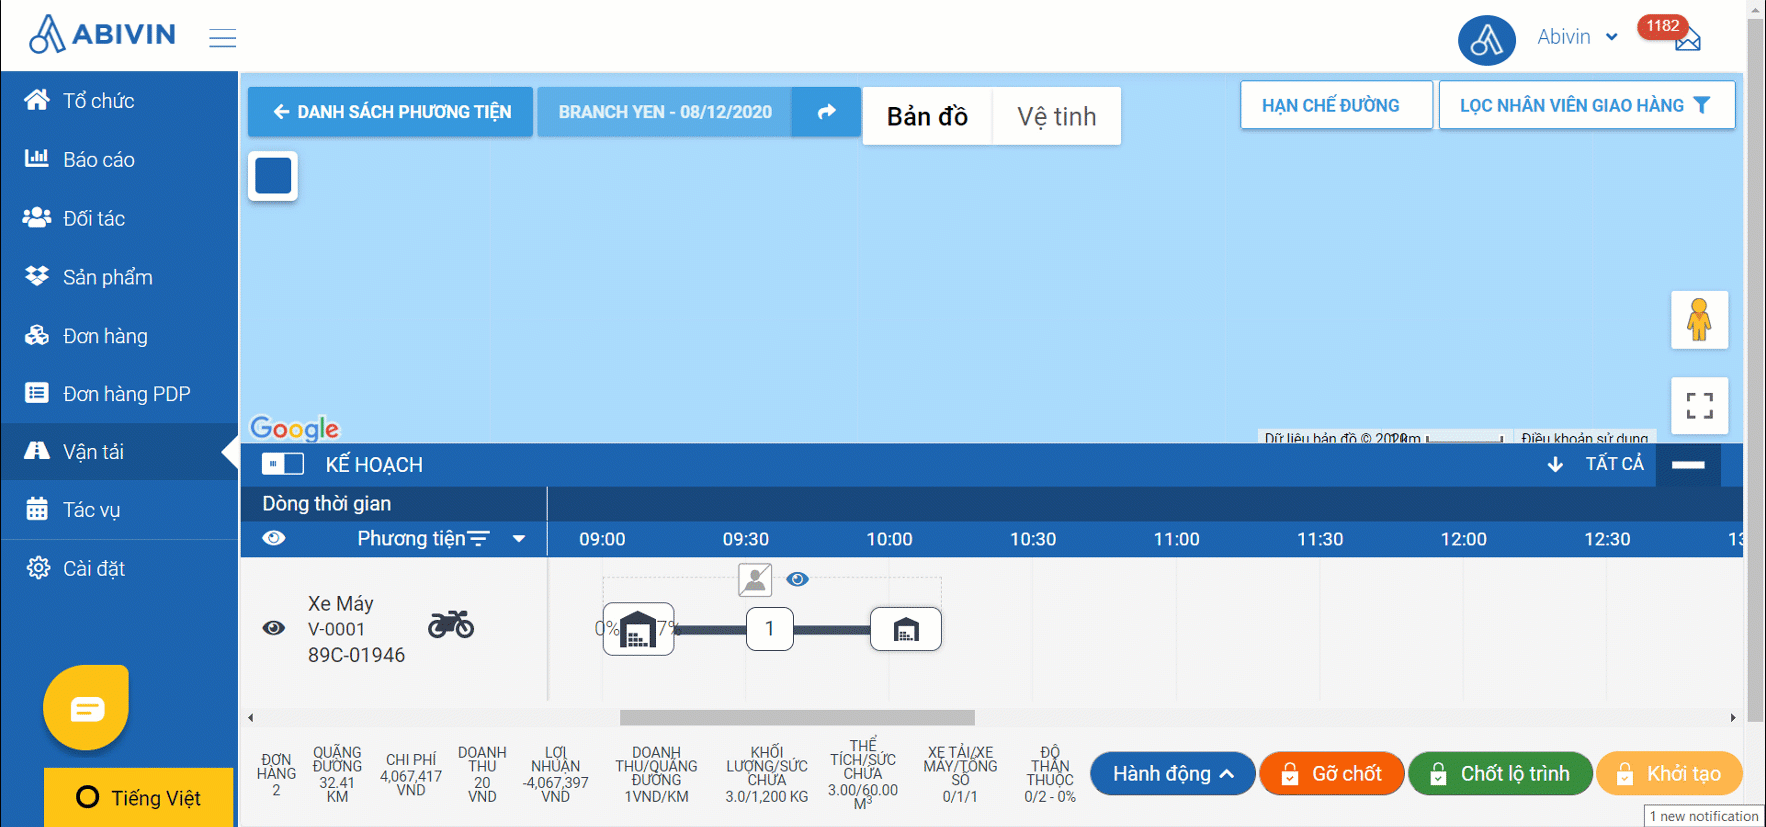 ABIVIN
Abivin
1182
Tổ chức
Báo cáo
Đối tác
Sản phẩm
Đơn hàng
Đơn hàng PDP
Vận tải
Tác vụ
Cài đặt
Tiếng Việt
DANH SÁCH PHƯƠNG TIỆN
BRANCH YEN - 08/12/2020
Bản đồ
Vệ tinh
HẠN CHẾ ĐƯỜNG
LỌC NHÂN VIÊN GIAO HÀNG
Google
Dữ liệu bản đồ ©
Điều khoản sử dụng
KẾ HOẠCH
TẤT CẢ
Dòng thời gian
Phương tiện
09:00 09:30 10:00 10:30 11:00 11:30 12:00 12:30 13
Xe Máy
V-0001
89C-01946
0%
7%
1
ĐƠN
HÀNG
2
QUÃNG
ĐƯỜNG
32.41
KM
CHI PHÍ
4,067,417
VND
DOANH
THU
20
VND
LỢI
NHUẬN
-4,067,397
VND
DOANH
THU/QUÃNG
ĐƯỜNG
1VND/KM
KHỐI
LƯỢNG/SỨC
CHỨA
3.0/1,200 KG
THỂ
TÍCH/SỨC
CHỨA
3.00/60.00
M³
XE TẢI/XE
MÁY/TỔNG
SỐ
0/1/1
ĐỘ
THÂN
THUỘC
0/2 - 0%
Hành động
Gỡ chốt
Chốt lộ trình
Khởi tạo
1 new notification